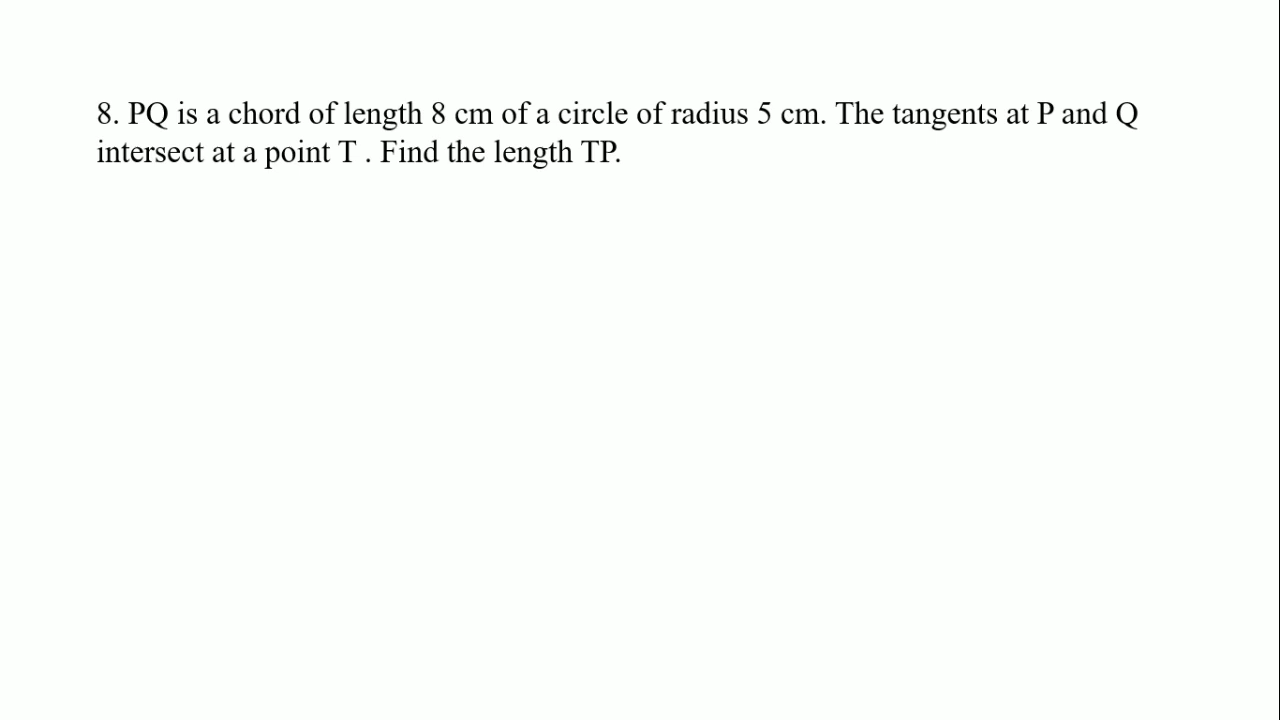 8. PQ is a chord of length 8 cm of a circle of radius 5 cm. The tangents at P and Q
intersect at a point T . Find the length TP.